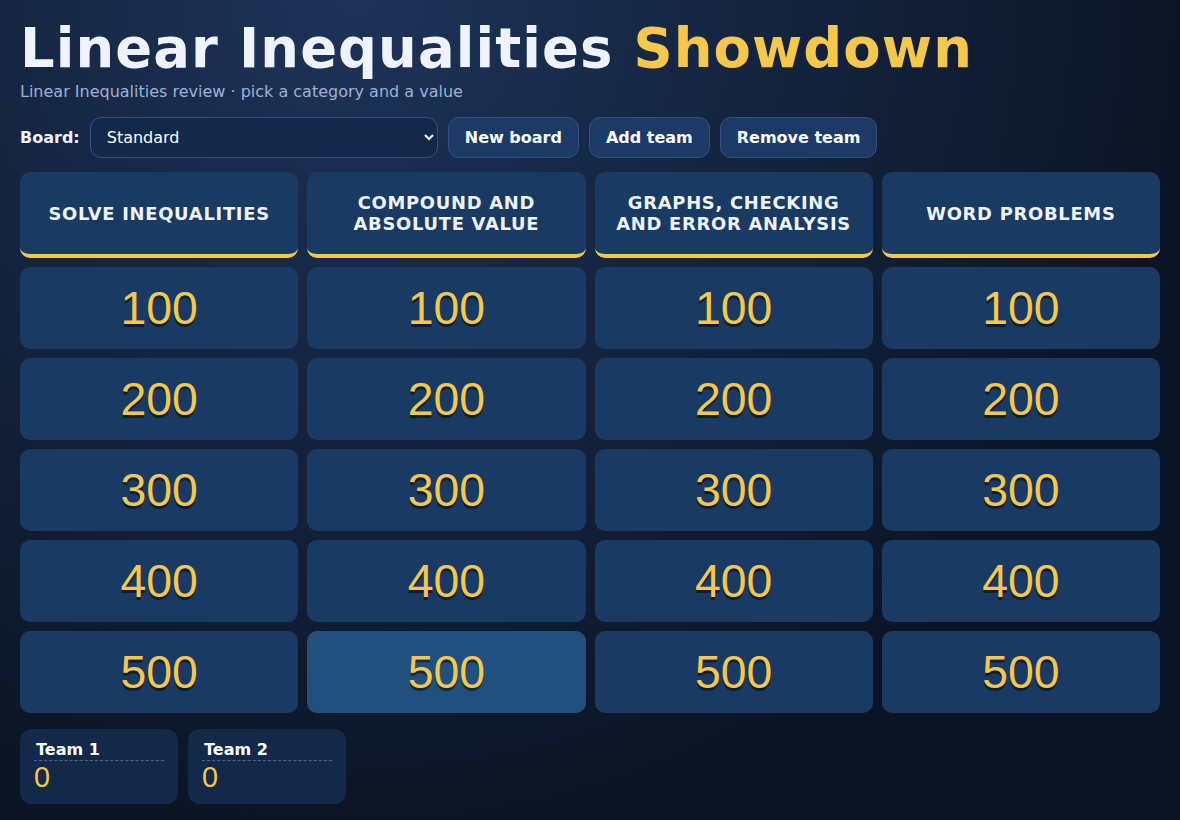 Linear Inequalities Showdown
Linear Inequalities review · pick a category and a value
Board: Standard New board Add team Remove team
SOLVE INEQUALITIES
COMPOUND AND
ABSOLUTE VALUE
GRAPHS, CHECKING
AND ERROR ANALYSIS
WORD PROBLEMS
100 100 100 100
200 200 200 200
300 300 300 300
400 400 400 400
500 500 500 500
Team 1 Team 2
0 0